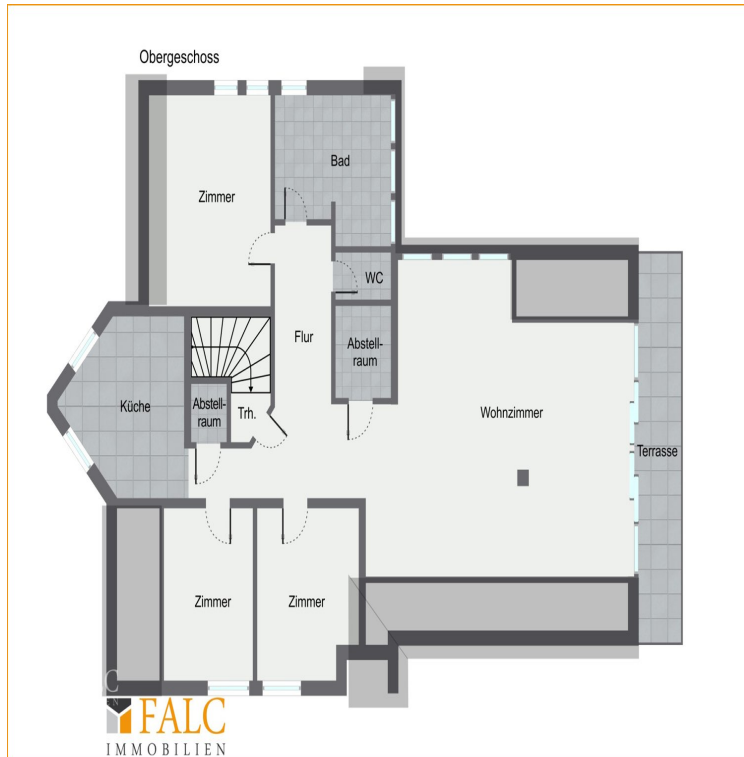 Obergeschoss
Bad
Zimmer
WC
Flur
Abstell-
raum
Küche
Abstell-
raum
Trh.
Wohnzimmer
Terrasse
Zimmer
Zimmer
C
N
FALC
IMMOBILIEN